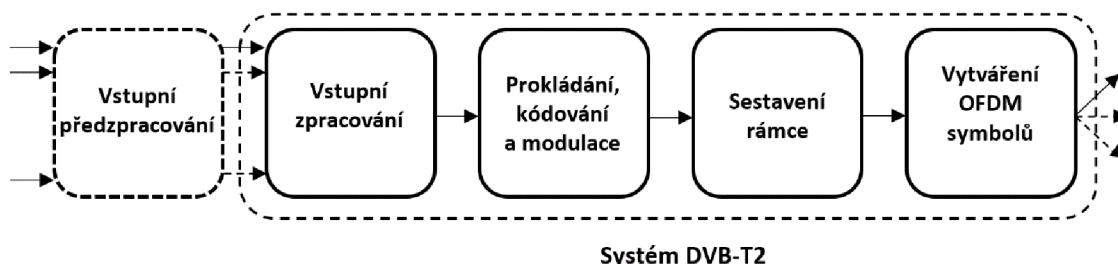 Vstupní
předzpracování
Vstupní
zpracování
Prokládání,
kódování
a modulace
Sestavení
rámce
Vytváření
OFDM
symbolů
Systém DVB-T2